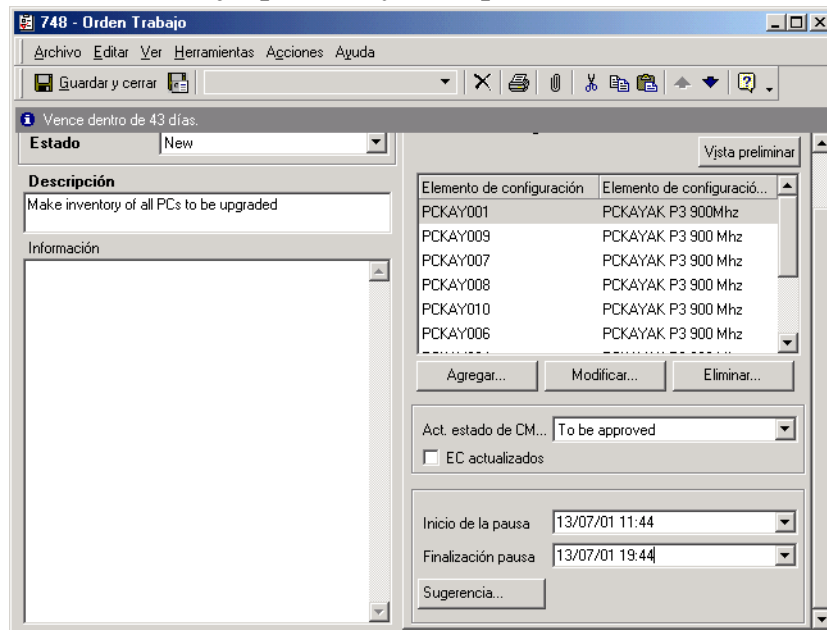 748 - Orden Trabajo
Archivo Editar Ver Herramientas Acciones Ayuda
Guardar y cerrar
Vence dentro de 43 días.
Estado New
Vista preliminar
Descripción
Make inventory of all PCs to be upgraded
Información
Elemento de configuración Elemento de configuració...
PCKAY001 PCKAYAK P3 900Mhz
PCKAY009 PCKAYAK P3 900 Mhz
PCKAY007 PCKAYAK P3 900 Mhz
PCKAY008 PCKAYAK P3 900 Mhz
PCKAY010 PCKAYAK P3 900 Mhz
PCKAY006 PCKAYAK P3 900 Mhz
Agregar... Modificar... Eliminar...
Act. estado de CM... To be approved
EC actualizados
Inicio de la pausa 13/07/01 11:44
Finalización pausa 13/07/01 19:44
Sugerencia...